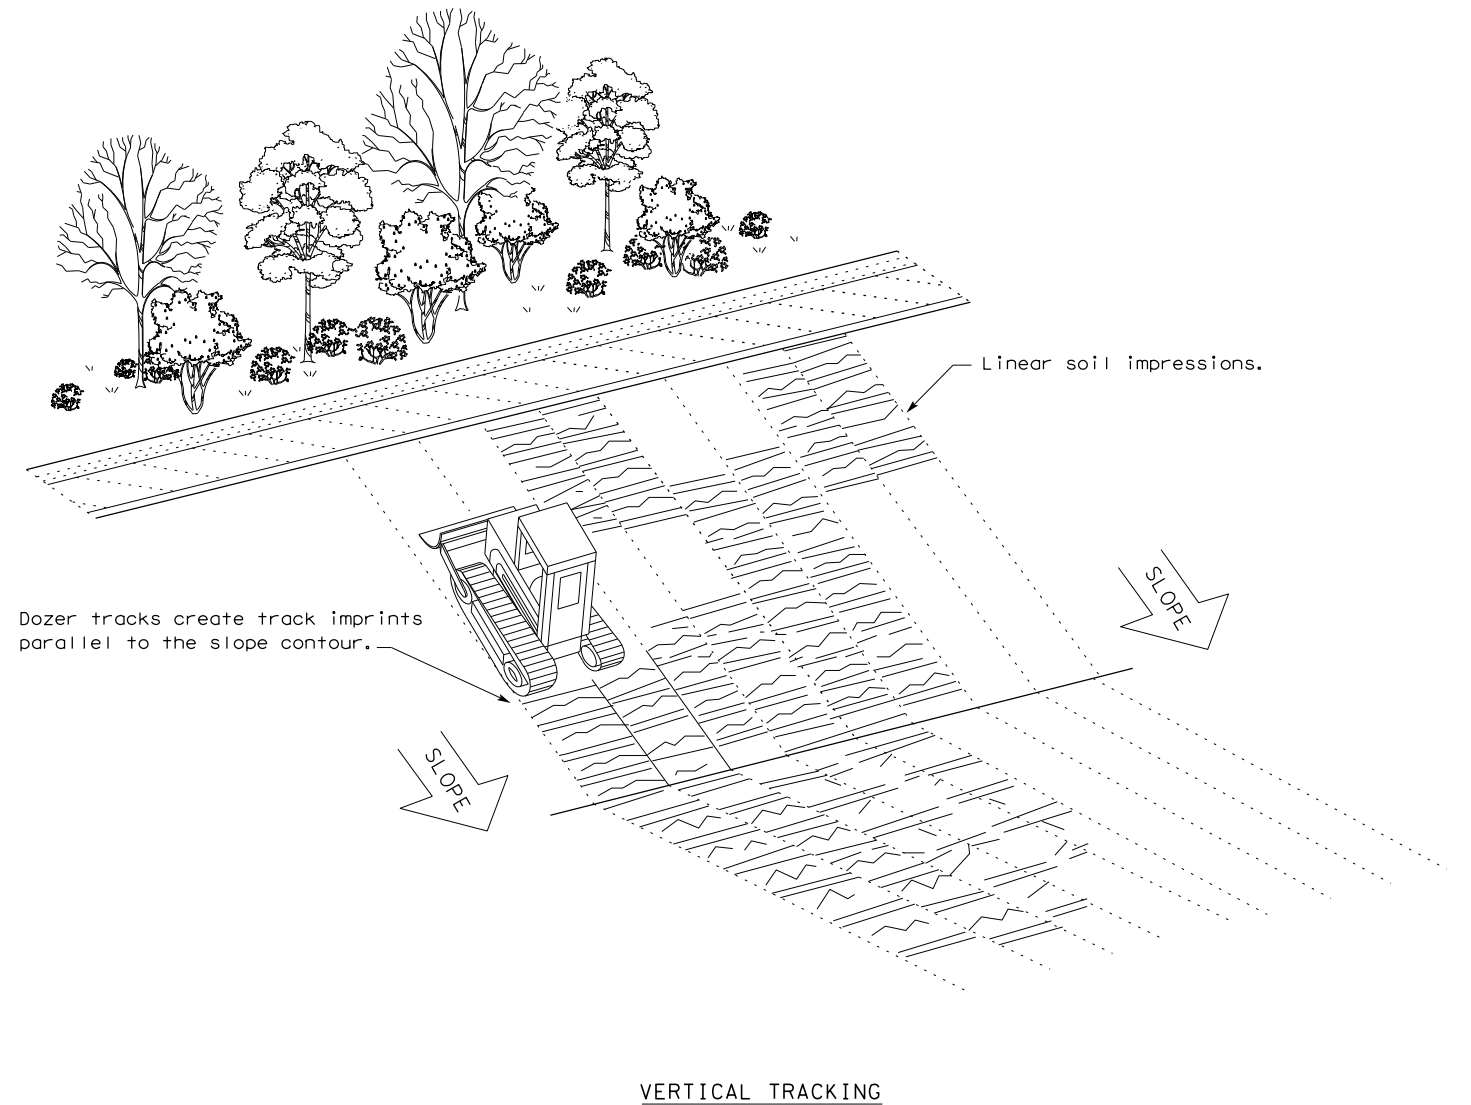 Linear soil impressions.
SLOPE
Dozer tracks create track imprints
parallel to the slope contour.
SLOPE
VERTICAL TRACKING